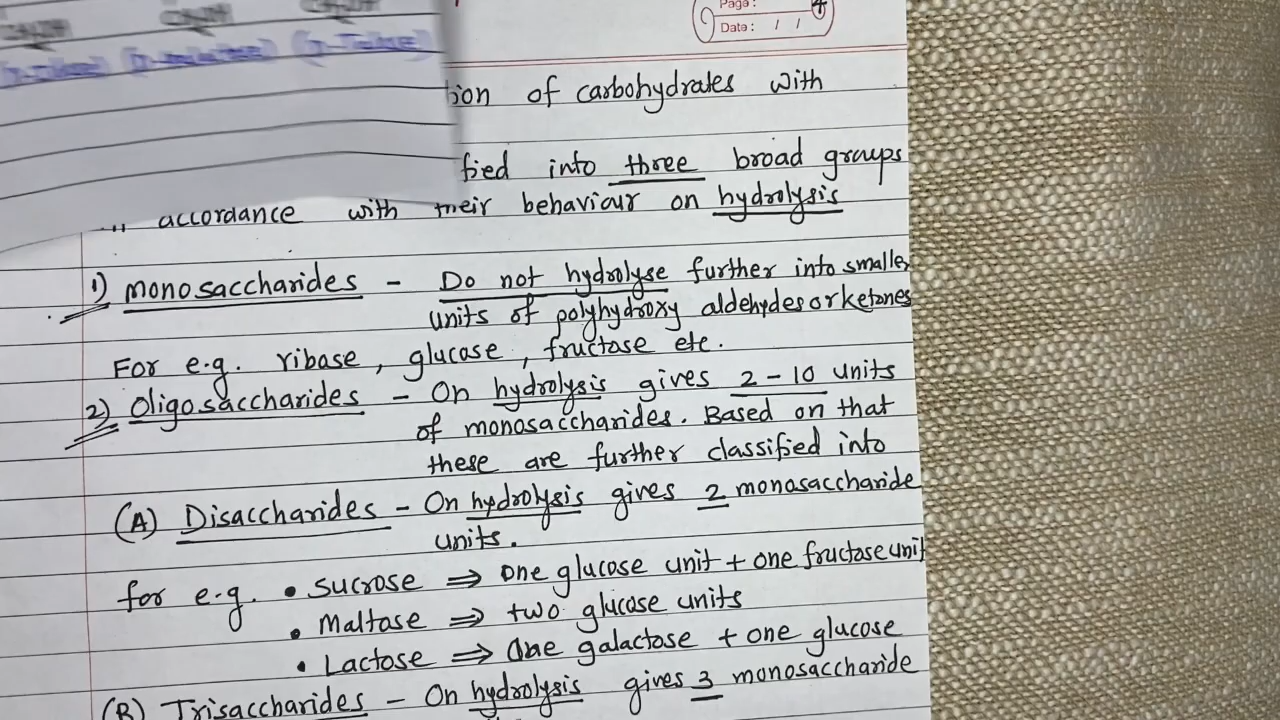 Page: 4
Date: / /
tion of carbohydrates with
fied into three broad groups
accordance with their behaviour on hydrolysis
1) monosaccharides - Do not hydrolyse further into smaller
units of polyhydroxy aldehydes or ketones
For e.g. ribose, glucose, fructose etc.
2) Oligosaccharides - On hydrolysis gives 2-10 units
of monosaccharides. Based on that
these are further classified into
(A) Disaccharides - On hydrolysis gives 2 monosaccharide
units.
for e.g. • Sucrose ⇒ one glucose unit + one fructose unit
• Maltose ⇒ two glucose units
• Lactose ⇒ One galactose + one glucose
(B) Trisaccharides - On hydrolysis gives 3 monosaccharide